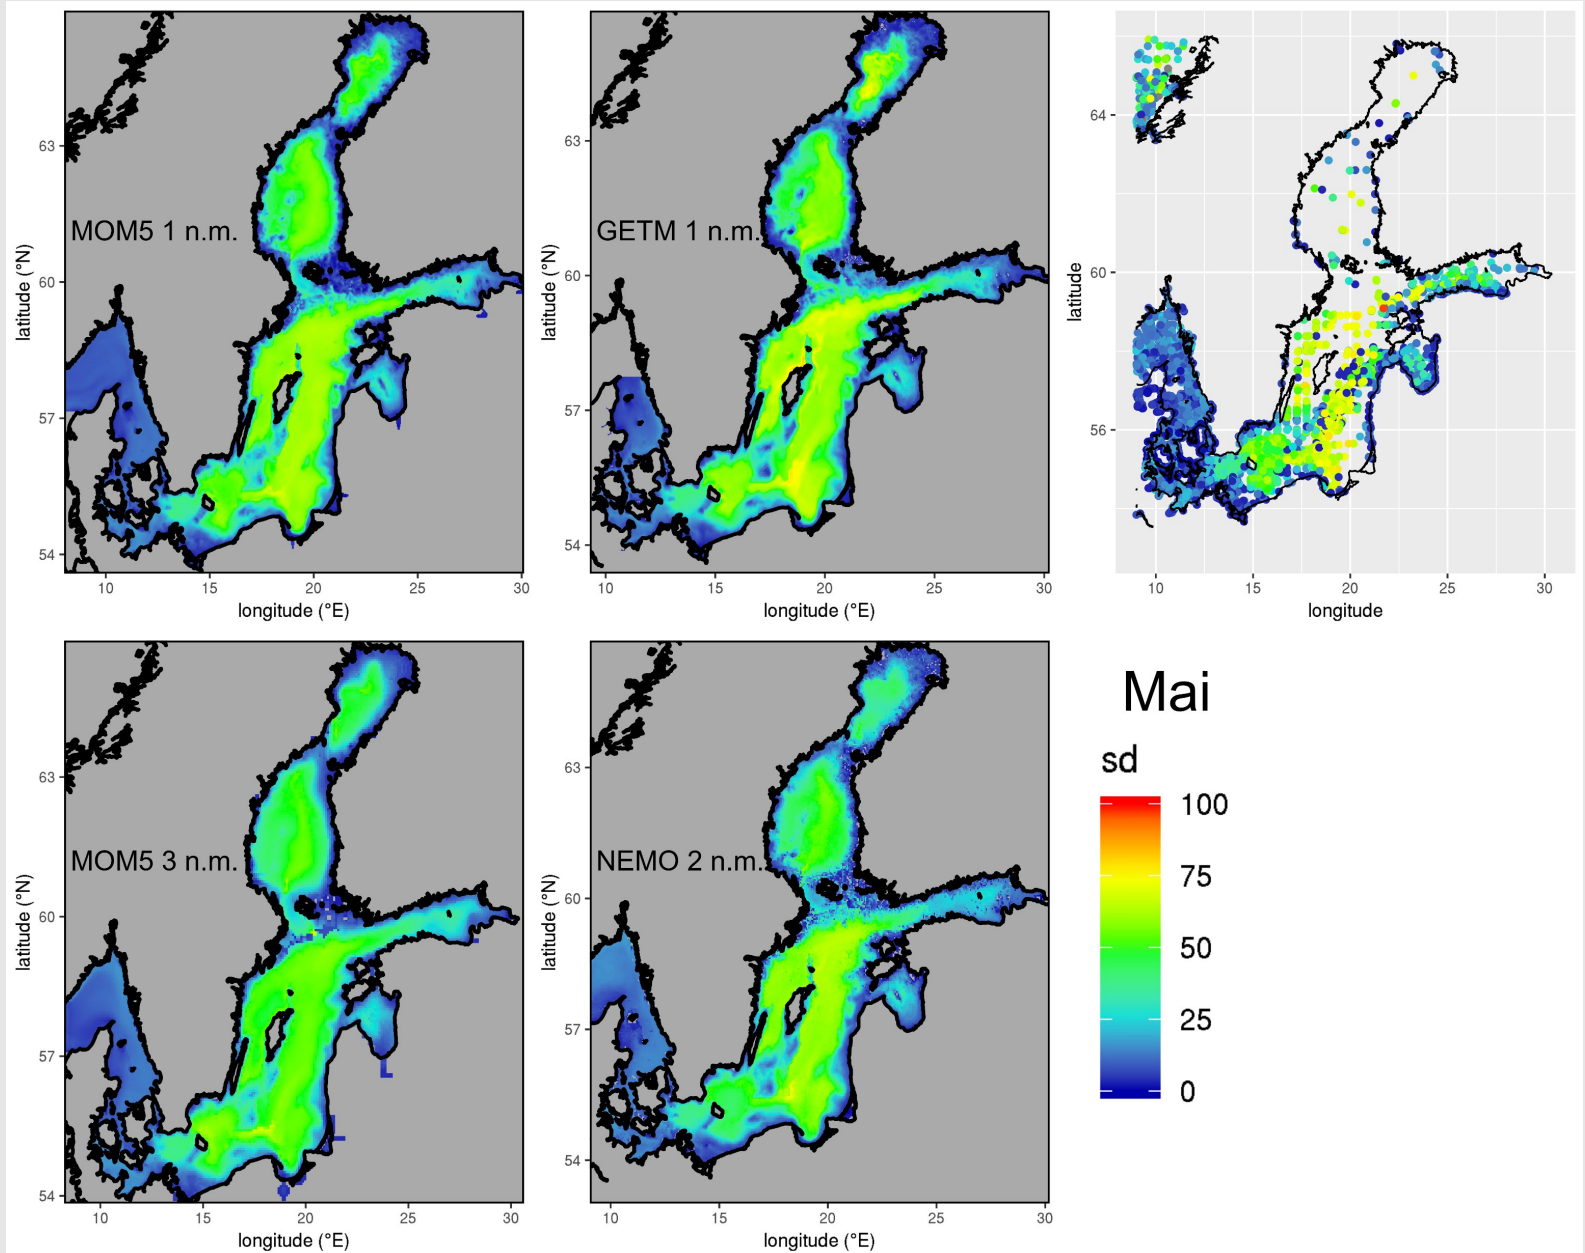 MOM5 1 n.m.
latitude (°N)
63
60
57
54
10 15 20 25 30
longitude (°E)
GETM 1 n.m.
latitude (°N)
63
60
57
54
10 15 20 25 30
longitude (°E)
latitude
64
60
56
10 15 20 25 30
longitude
MOM5 3 n.m.
latitude (°N)
63
60
57
54
10 15 20 25 30
longitude (°E)
NEMO 2 n.m.
latitude (°N)
63
60
57
54
10 15 20 25 30
longitude (°E)
Mai
sd
100
75
50
25
0